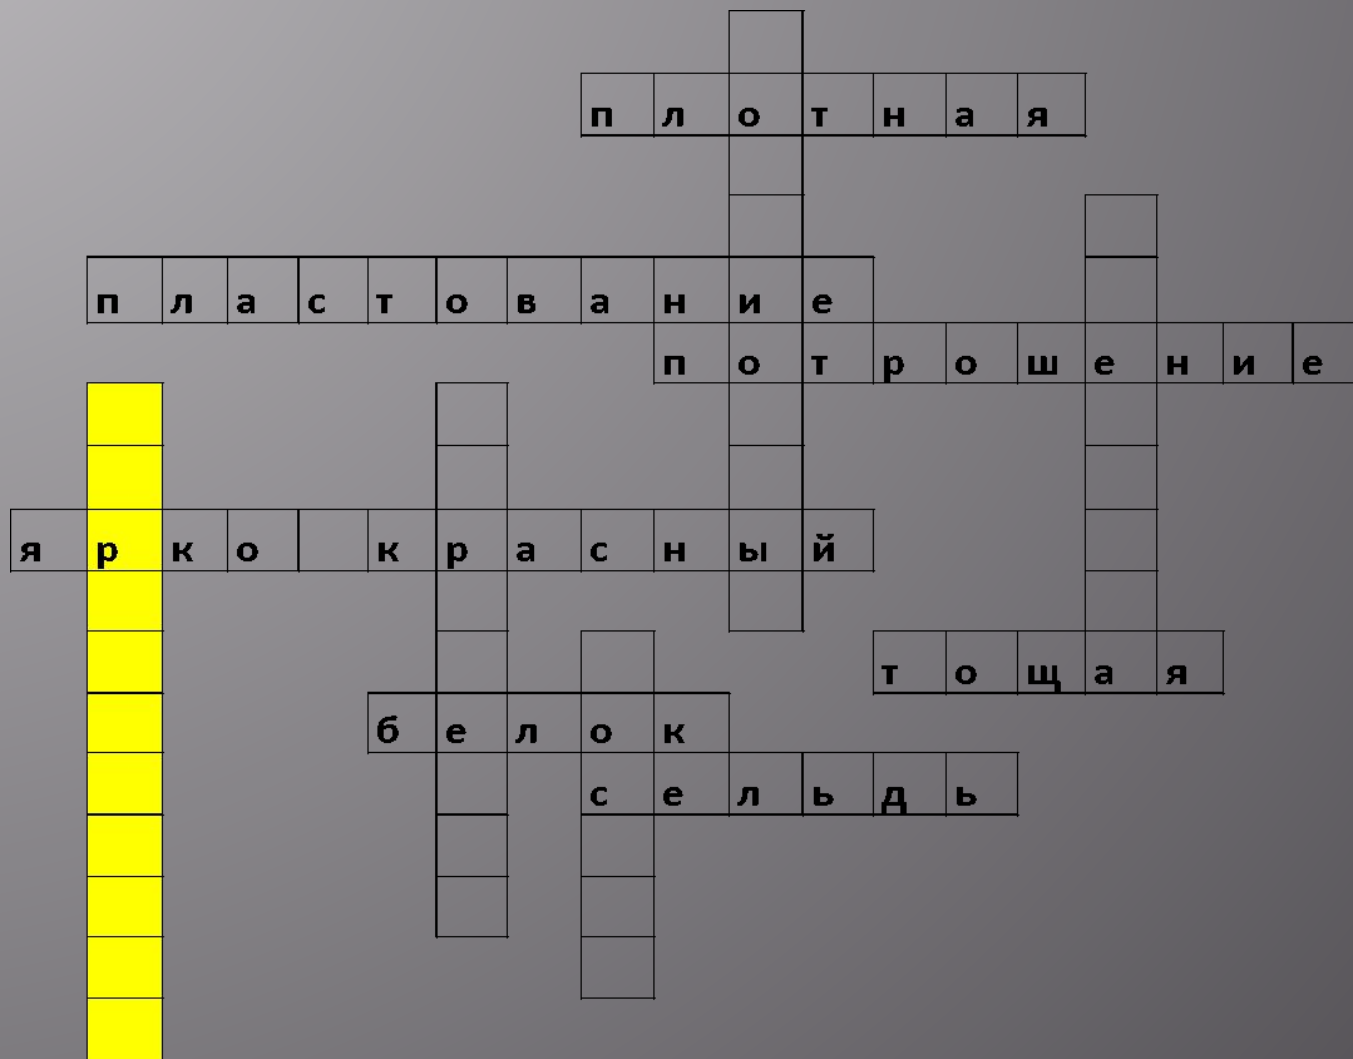 плотная
пластование
потрошение
ярко красный
тощая
белок
сельдь